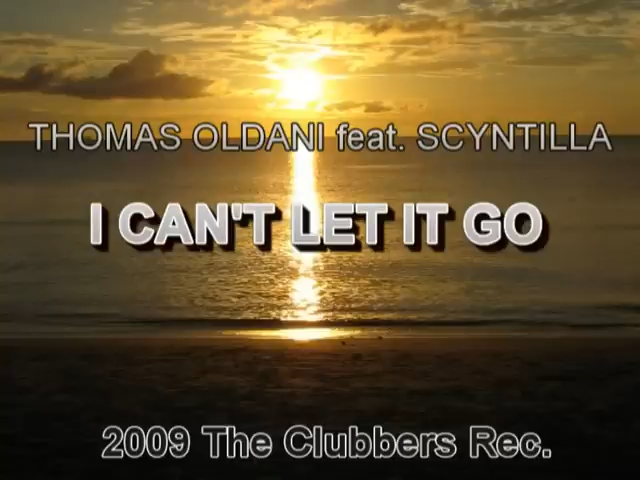 THOMAS OLDANI feat. SCYNTILLA
I CAN'T LET IT GO
2009 The Clubbers Rec.